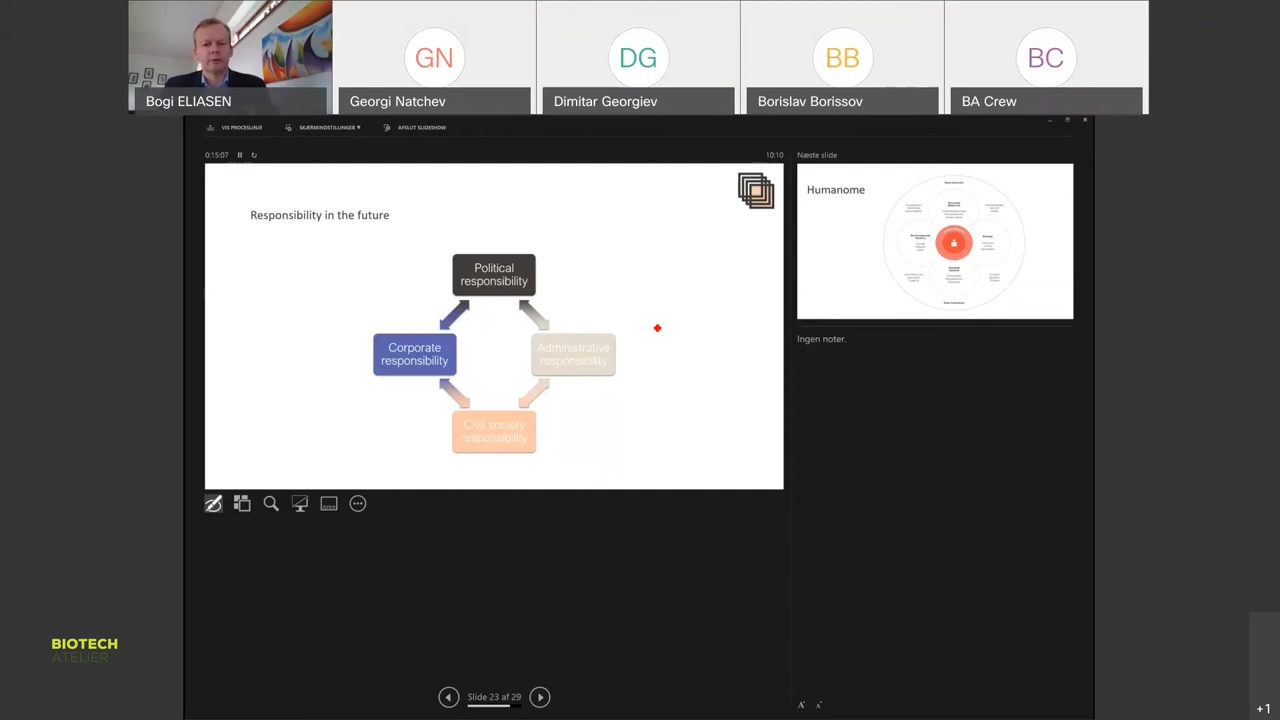 GN
DG
BB
BC
Bogi ELIASEN
Georgi Natchev
Dimitar Georgiev
Borislav Borissov
BA Crew
VIS PROCESLINJE
SKÆRMINDSTILLINGER
AFSLUT SLIDESHOW
0:15:07
10:10
Næste slide
Responsibility in the future
Political
responsibility
Corporate
responsibility
Administrative
responsibility
Civil society
responsibility
Humanome
Ingen noter.
BIOTECH
ATELIER
Slide 23 af 29
A
A
+1